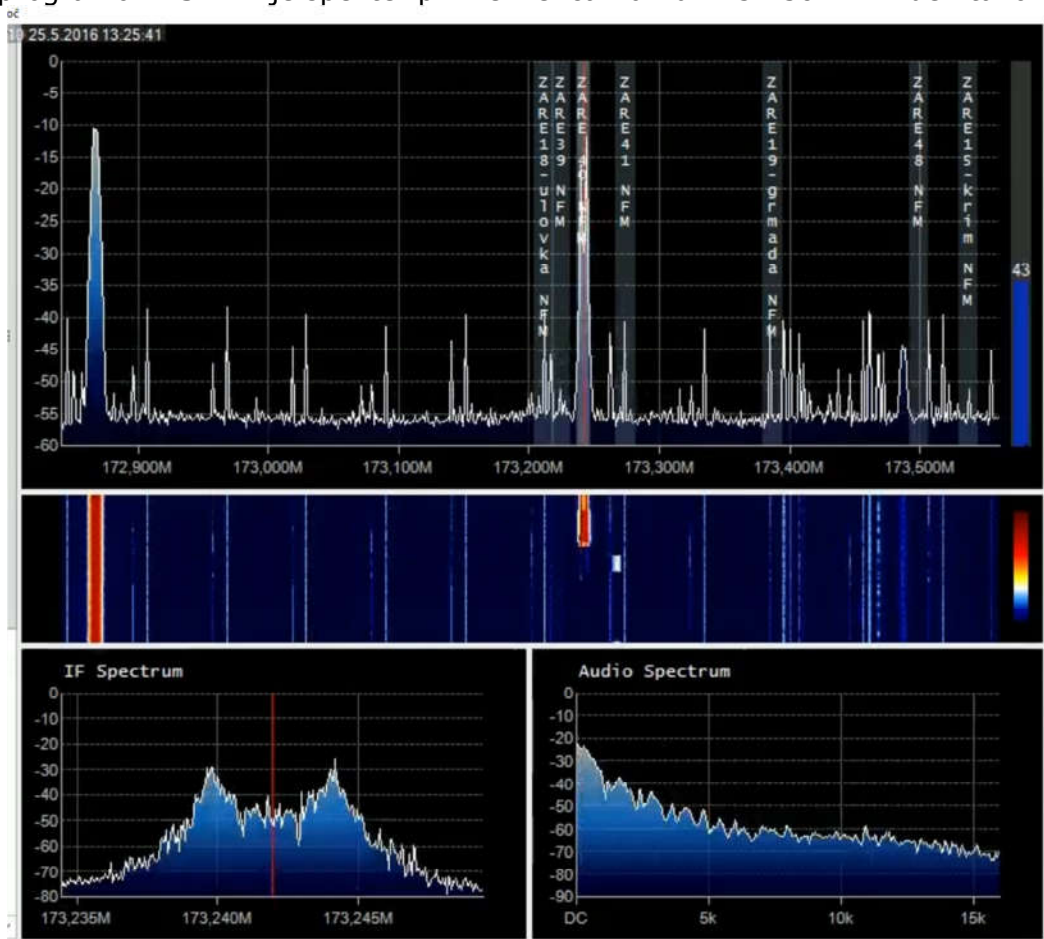 oč
25.5.2016 13:25:41
0
-5
-10
-15
-20
-25
-30
-35
-40
-45
-50
-55
-60
ZARE18-ulovka NFM
ZARE39 NFM
ZARE NFM
ZARE41 NFM
ZARE19-grmada NFM
ZARE48 NFM
ZARE15-krim NFM
43
172,900M 173,000M 173,100M 173,200M 173,300M 173,400M 173,500M
IF Spectrum
0
-10
-20
-30
-40
-50
-60
-70
-80
173,235M 173,240M 173,245M
Audio Spectrum
0
-10
-20
-30
-40
-50
-60
-70
-80
-90
DC 5k 10k 15k